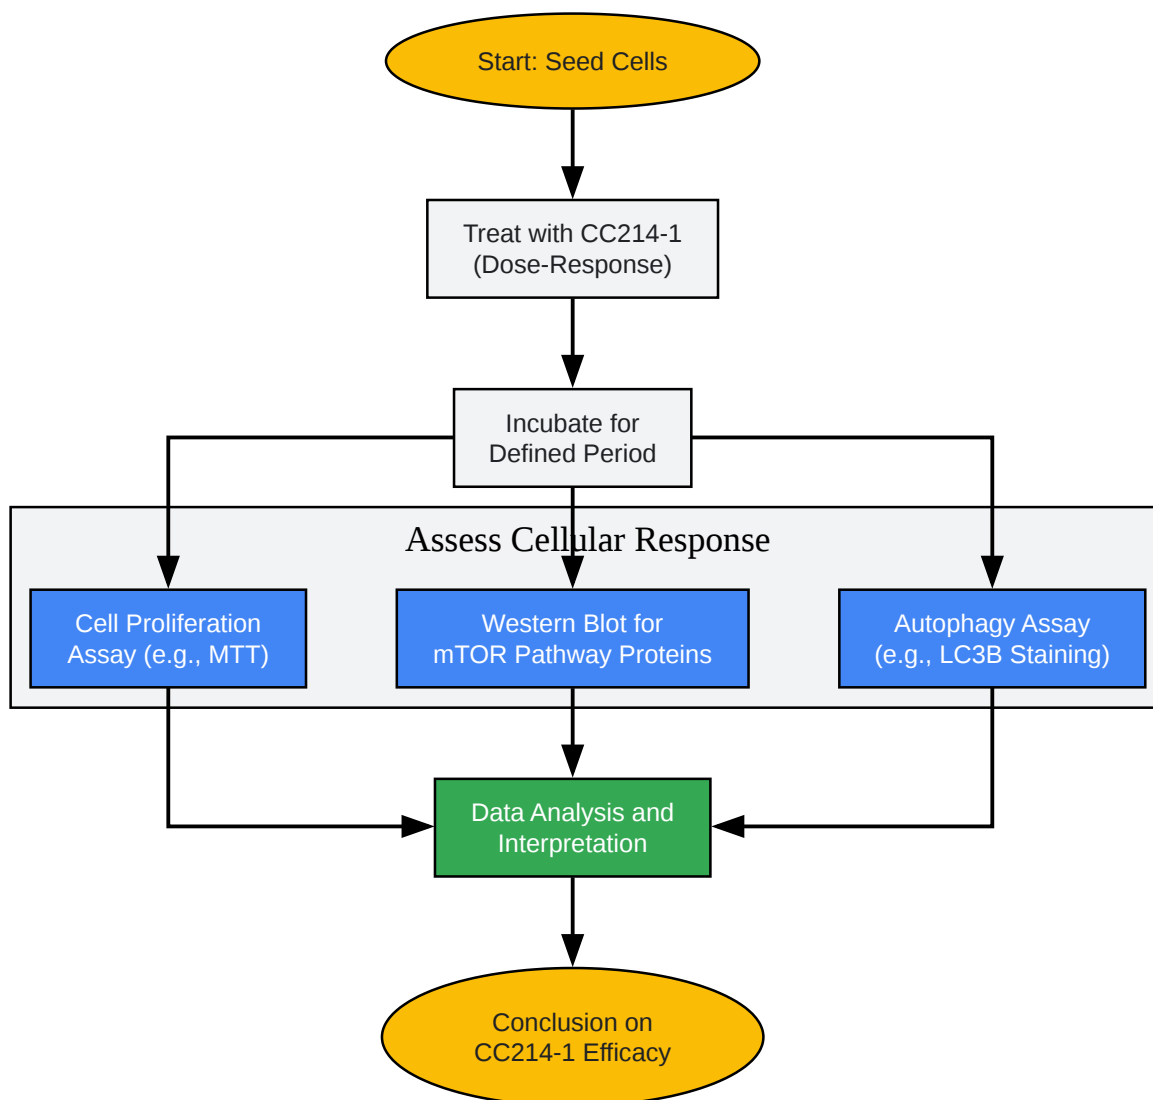 Start: Seed Cells
Treat with CC214-1
(Dose-Response)
Incubate for
Defined Period
Assess Cellular Response
Cell Proliferation
Assay (e.g., MTT)
Western Blot for
mTOR Pathway Proteins
Autophagy Assay
(e.g., LC3B Staining)
Data Analysis and
Interpretation
Conclusion on
CC214-1 Efficacy